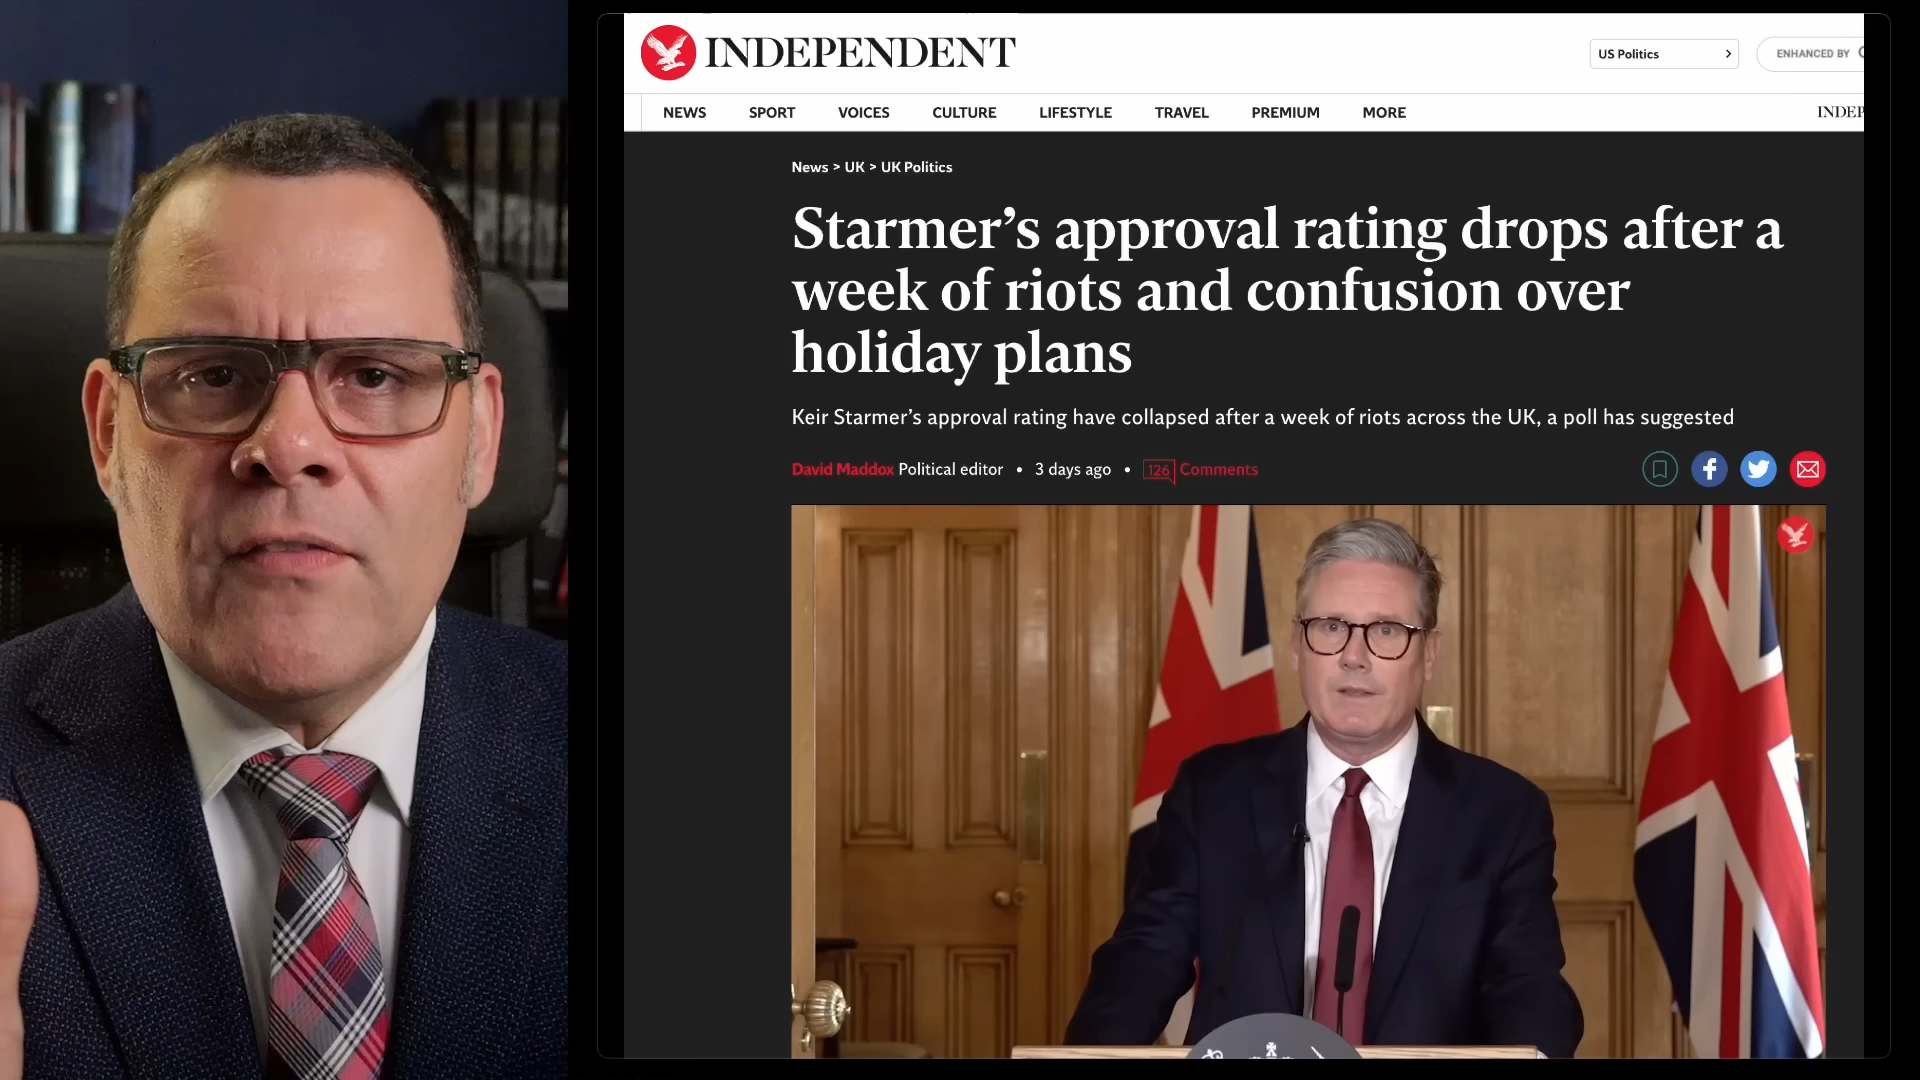 INDEPENDENT
US Politics
ENHANCED BY
NEWS SPORT VOICES CULTURE LIFESTYLE TRAVEL PREMIUM MORE
INDEP
News > UK > UK Politics
Starmer’s approval rating drops after a
week of riots and confusion over
holiday plans
Keir Starmer’s approval rating have collapsed after a week of riots across the UK, a poll has suggested
David Maddox Political editor • 3 days ago • 126 Comments